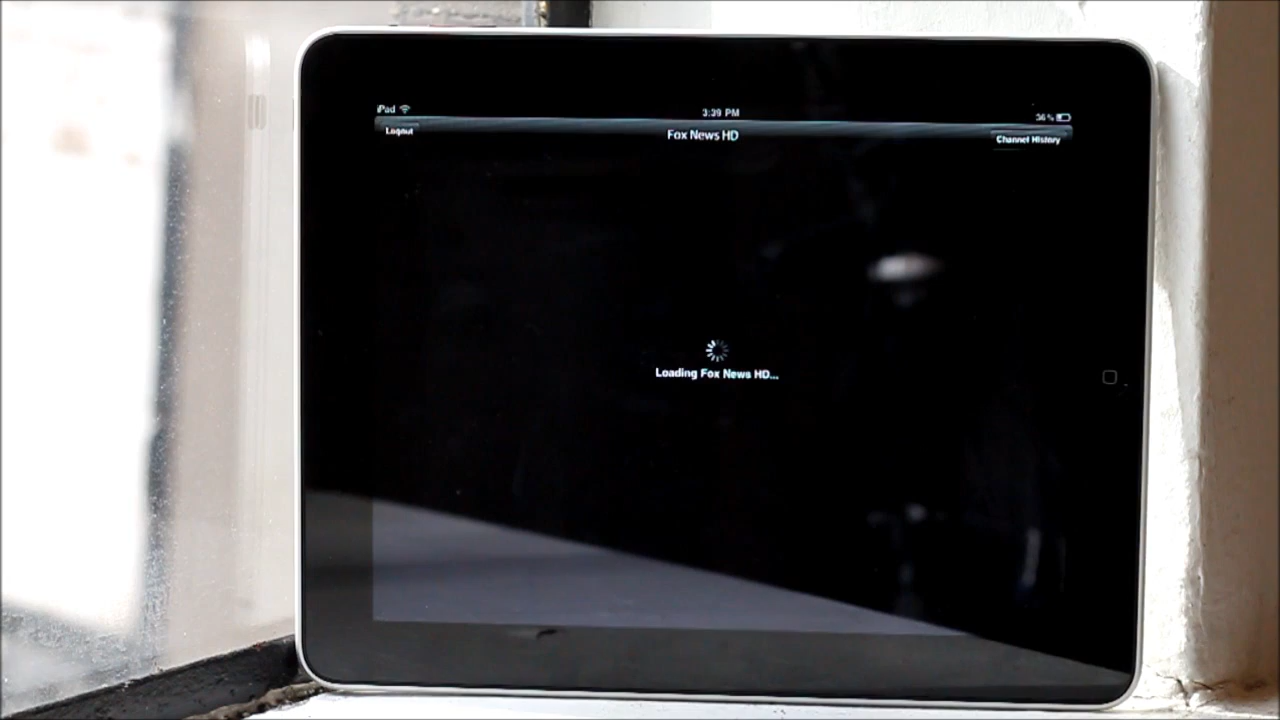 iPad
3:39 PM
36%
Logout
Fox News HD
Channel History
Loading Fox News HD...